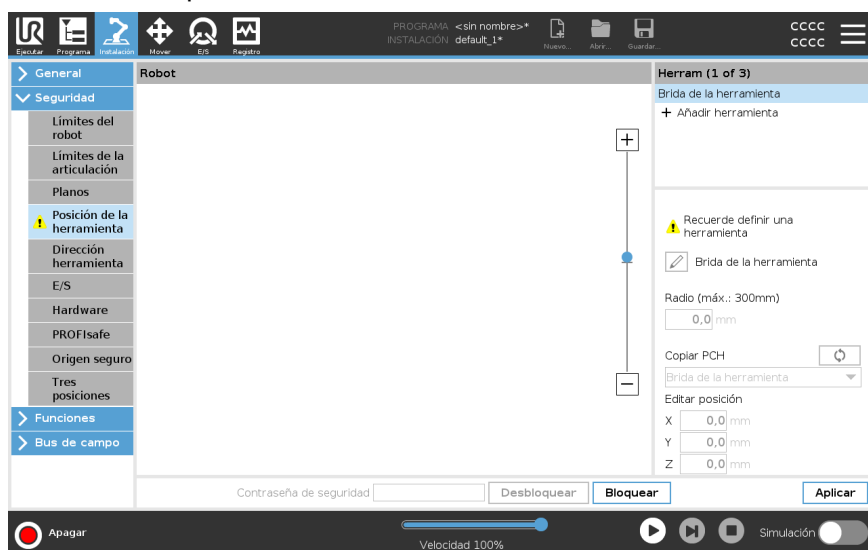 UR
PROGRAMA <sin nombre>*
INSTALACIÓN default_1*
Ejecutar Programa Instalación Mover E/S Registro
Nuevo... Abrir... Guardar...
cccc
cccc
General
Seguridad
Límites del
robot
Límites de la
articulación
Planos
Posición de la
herramienta
Dirección
herramienta
E/S
Hardware
PROFIsafe
Origen seguro
Tres
posiciones
Funciones
Bus de campo
Robot
Herram (1 of 3)
Brida de la herramienta
+ Añadir herramienta
Recuerde definir una
herramienta
Brida de la herramienta
Radio (máx.: 300mm)
0,0 mm
Copiar PCH
Brida de la herramienta
Editar posición
X 0,0 mm
Y 0,0 mm
Z 0,0 mm
Contraseña de seguridad Desbloquear Bloquear Aplicar
Apagar
Velocidad 100%
Simulación